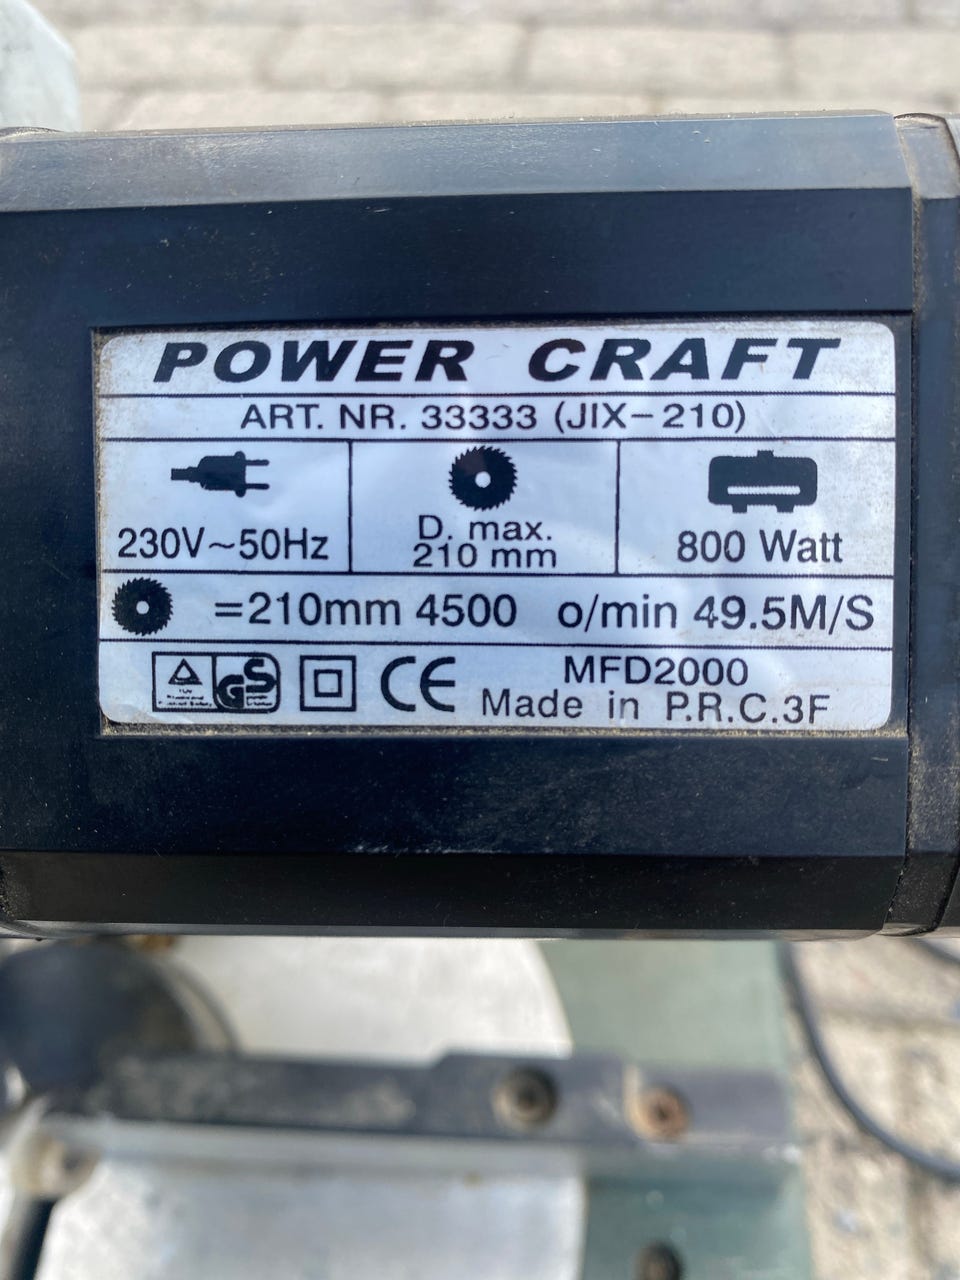 POWER CRAFT
ART. NR. 33333 (JIX-210)
230V~50Hz
D. max.
210 mm
800 Watt
=210mm 4500 o/min 49.5M/S
GS
CE
MFD2000
Made in P.R.C.3F